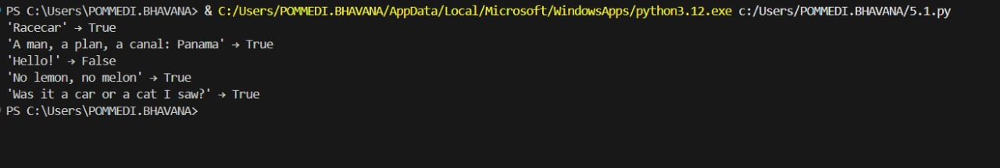 PS C:\Users\POMMEDI.BHAVANA> & C:/Users/POMMEDI.BHAVANA/AppData/Local/Microsoft/WindowsApps/python3.12.exe c:/Users/POMMEDI.BHAVANA/5.1.py
'Racecar' → True
'A man, a plan, a canal: Panama' → True
'Hello!' → False
'No lemon, no melon' → True
'Was it a car or a cat I saw?' → True
PS C:\Users\POMMEDI.BHAVANA>